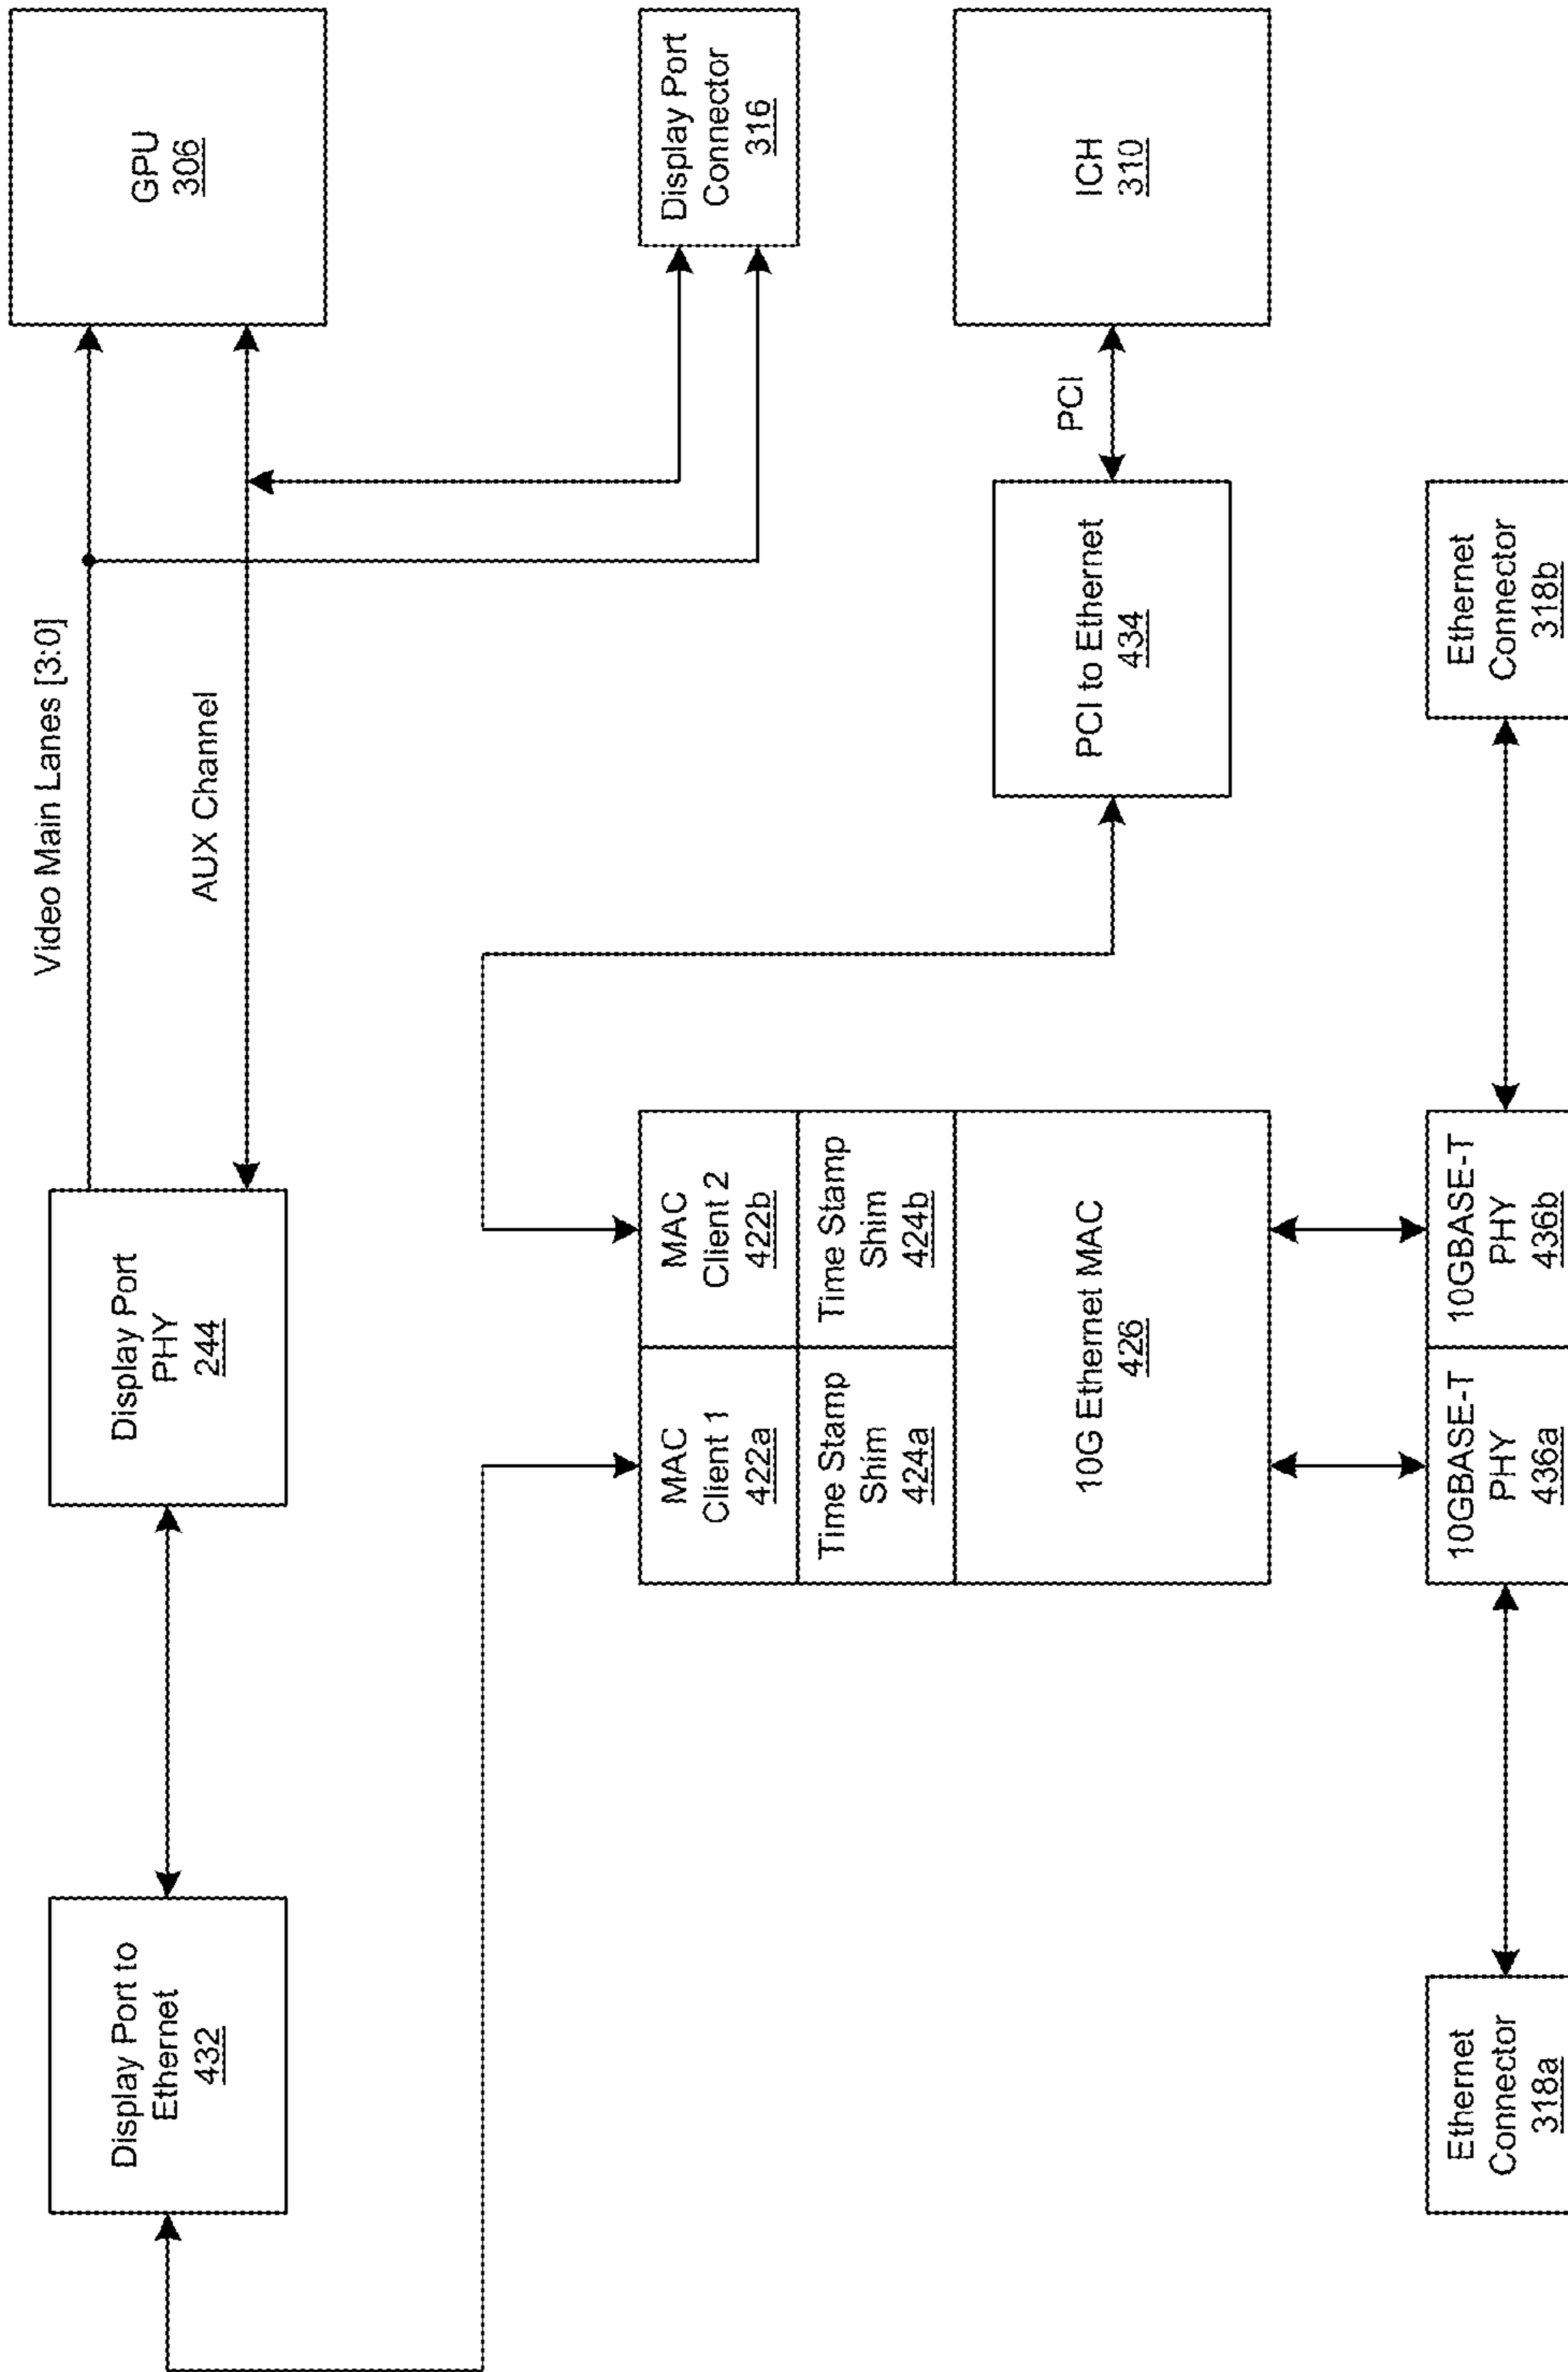 Display Port to
Ethernet
432
Display Port
PHY
244
Video Main Lanes [3:0]
AUX Channel
GPU
306
Display Port
Connector
316
MAC
Client 1
422a
MAC
Client 2
422b
Time Stamp
Shim
424a
Time Stamp
Shim
424b
10G Ethernet MAC
426
PCI to Ethernet
434
PCI
ICH
310
Ethernet
Connector
318a
10GBASE-T
PHY
436a
10GBASE-T
PHY
436b
Ethernet
Connector
318b